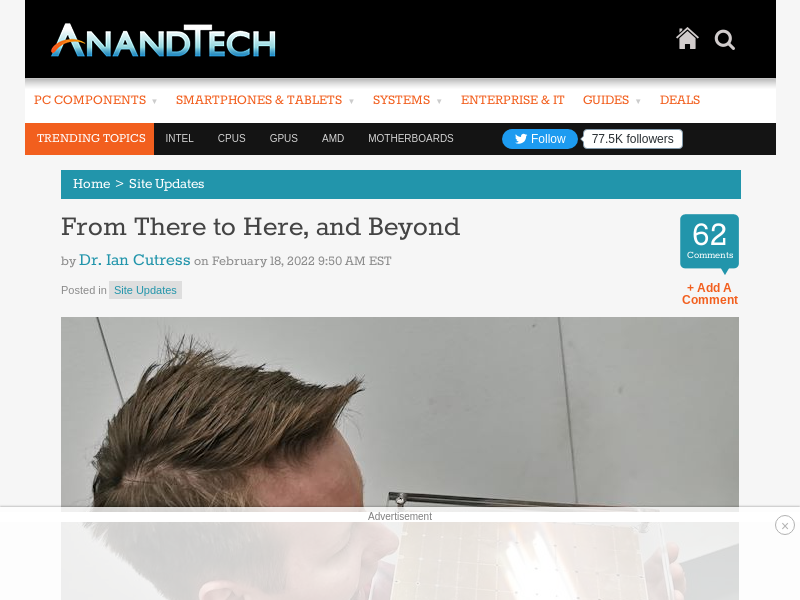 ANANDTECH
PC COMPONENTS SMARTPHONES & TABLETS SYSTEMS ENTERPRISE & IT GUIDES DEALS
TRENDING TOPICS INTEL CPUS GPUS AMD MOTHERBOARDS Follow 77.5K followers
Home > Site Updates
From There to Here, and Beyond
62
Comments
by Dr. Ian Cutress on February 18, 2022 9:50 AM EST
Posted in Site Updates
+ Add A
Comment
Advertisement